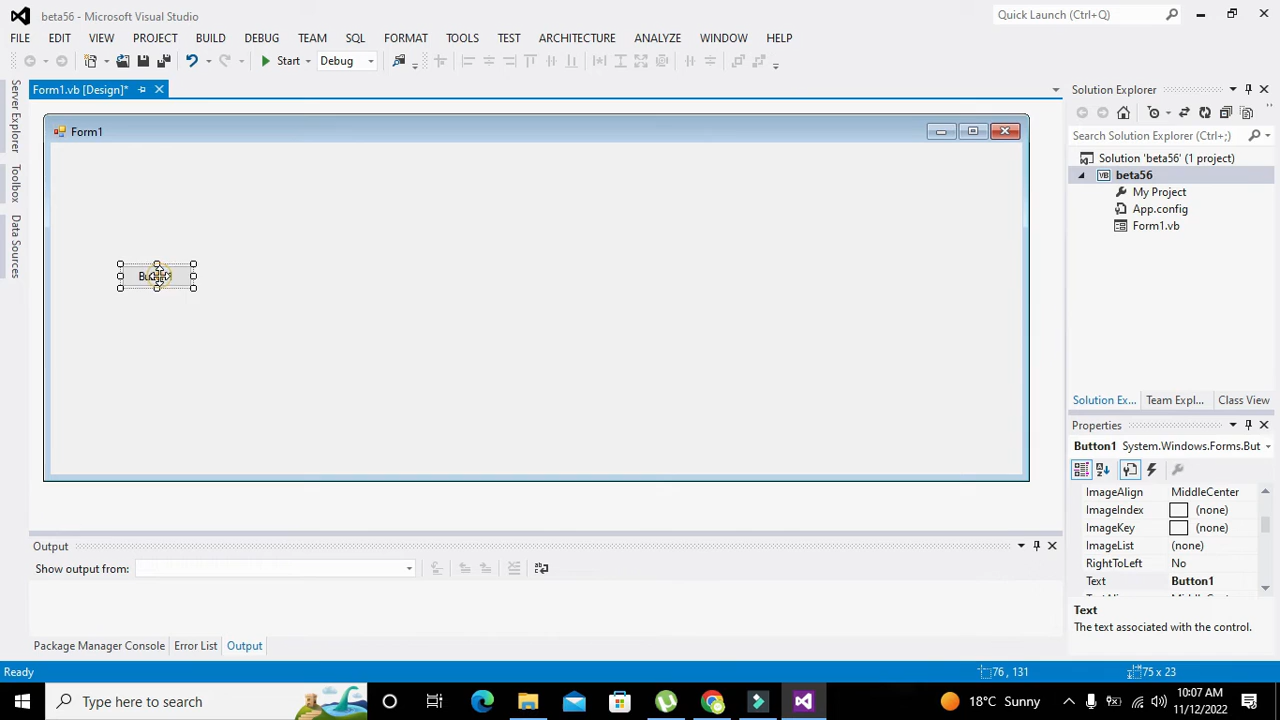 beta56 - Microsoft Visual Studio
Quick Launch (Ctrl+Q)
FILE EDIT VIEW PROJECT BUILD DEBUG TEAM SQL FORMAT TOOLS TEST ARCHITECTURE ANALYZE WINDOW HELP
Start Debug
Server Explorer
Toolbox
Data Sources
Form1.vb [Design]*
Form1
Solution Explorer
Search Solution Explorer (Ctrl+;)
Solution 'beta56' (1 project)
VB beta56
My Project
App.config
Form1.vb
Solution Ex... Team Expl... Class View
Properties
Button1 System.Windows.Forms.But
ImageAlign MiddleCenter
ImageIndex (none)
ImageKey (none)
ImageList (none)
RightToLeft No
Text Button1
Text
The text associated with the control.
Output
Show output from:
Package Manager Console Error List Output
Ready
76 , 131
75 x 23
Type here to search
18°C Sunny
10:07 AM
11/12/2022